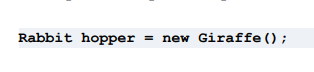 Rabbit hopper = new Giraffe();